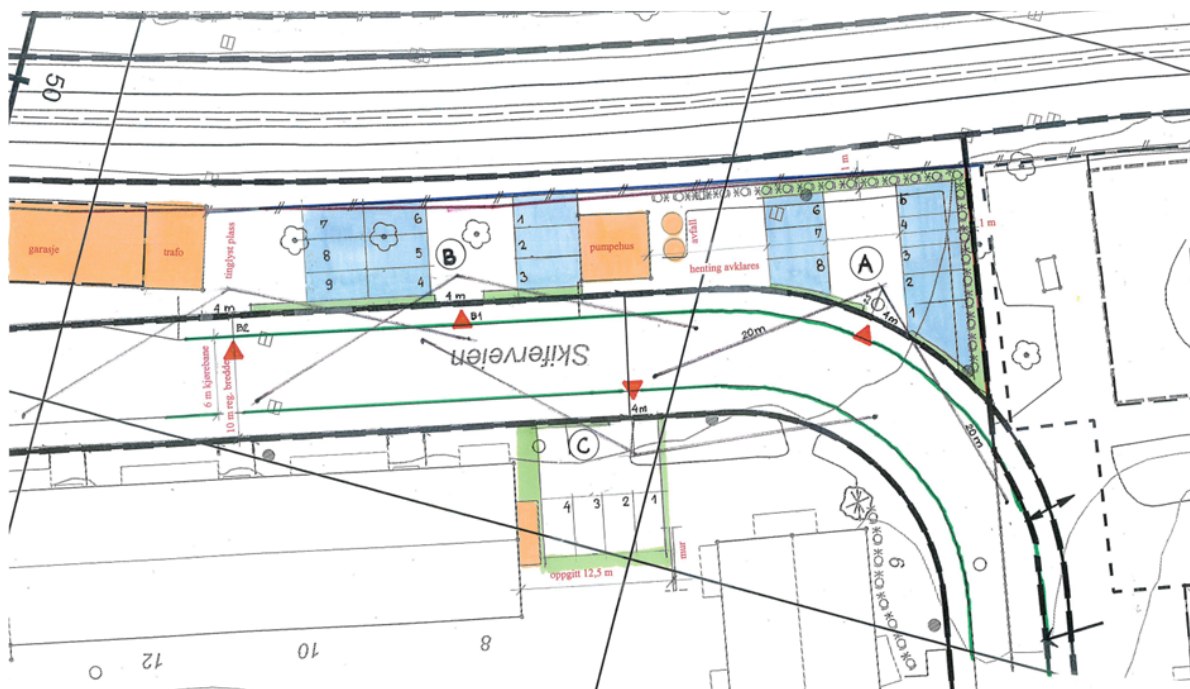 50
1 m
garasje
trafo
tinglyst plass
7
6
8
5
9
4
B
1
2
3
pumpehus
avfall
henting avklares
6
7
8
A
4
3
2
1
1 m
4 m
B2
4 m
B1
20 m
4 m
20 m
Skiferveien
6 m kjørebane
10 m reg. bredde
4 m
C
4
3
2
1
mur
oppgitt 12,5 m
12
10
8
6